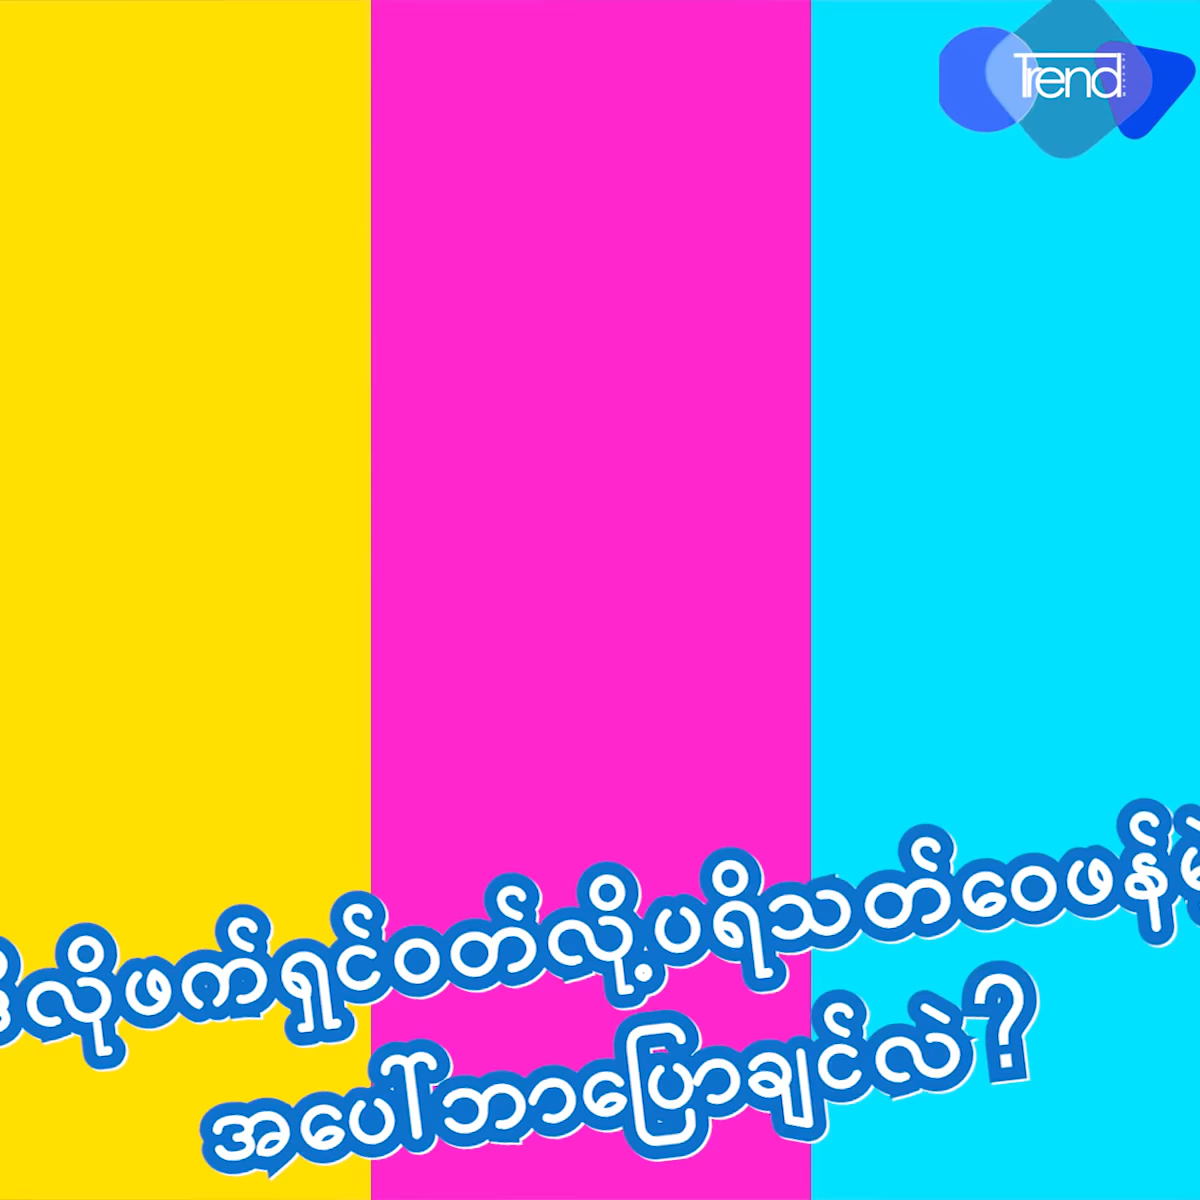 Trend
ဒီလိုဖက်ရှင်ဝတ်လို့ပရိသတ်ဝေဖန်
အပေါ်ဘာပြောချင်လဲ?